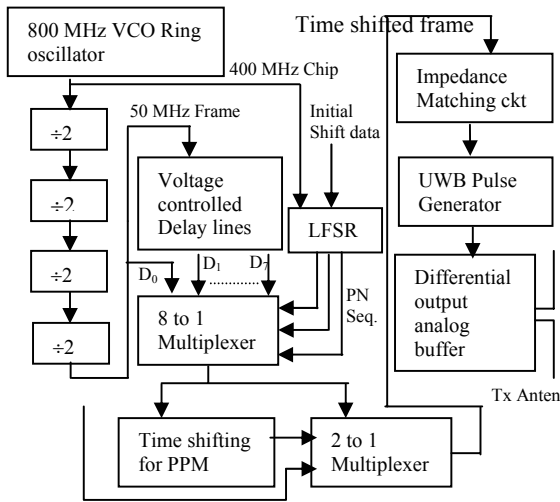 800 MHz VCO Ring
oscillator
Time shifted frame
400 MHz Chip
÷2
÷2
÷2
÷2
50 MHz Frame
Voltage
controlled
Delay lines
Initial
Shift data
LFSR
D0
D1
D7
PN
Seq.
8 to 1
Multiplexer
Time shifting
for PPM
2 to 1
Multiplexer
Impedance
Matching ckt
UWB Pulse
Generator
Differential
output
analog
buffer
Tx Anten